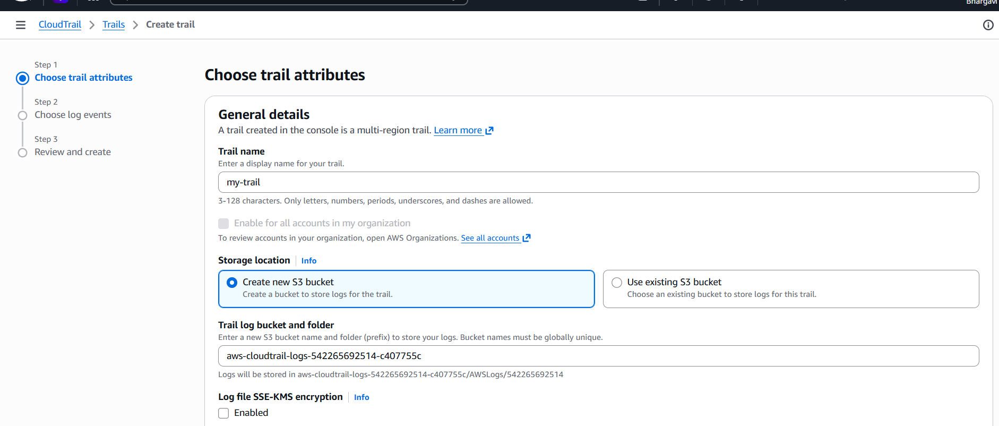 Bhargavi
CloudTrail > Trails > Create trail
Step 1
Choose trail attributes
Step 2
Choose log events
Step 3
Review and create
Choose trail attributes
General details
A trail created in the console is a multi-region trail. Learn more
Trail name
Enter a display name for your trail.
my-trail
3-128 characters. Only letters, numbers, periods, underscores, and dashes are allowed.
Enable for all accounts in my organization
To review accounts in your organization, open AWS Organizations. See all accounts
Storage location Info
Create new S3 bucket
Create a bucket to store logs for the trail.
Use existing S3 bucket
Choose an existing bucket to store logs for this trail.
Trail log bucket and folder
Enter a new S3 bucket name and folder (prefix) to store your logs. Bucket names must be globally unique.
aws-cloudtrail-logs-542265692514-c407755c
Logs will be stored in aws-cloudtrail-logs-542265692514-c407755c/AWSLogs/542265692514
Log file SSE-KMS encryption Info
Enabled